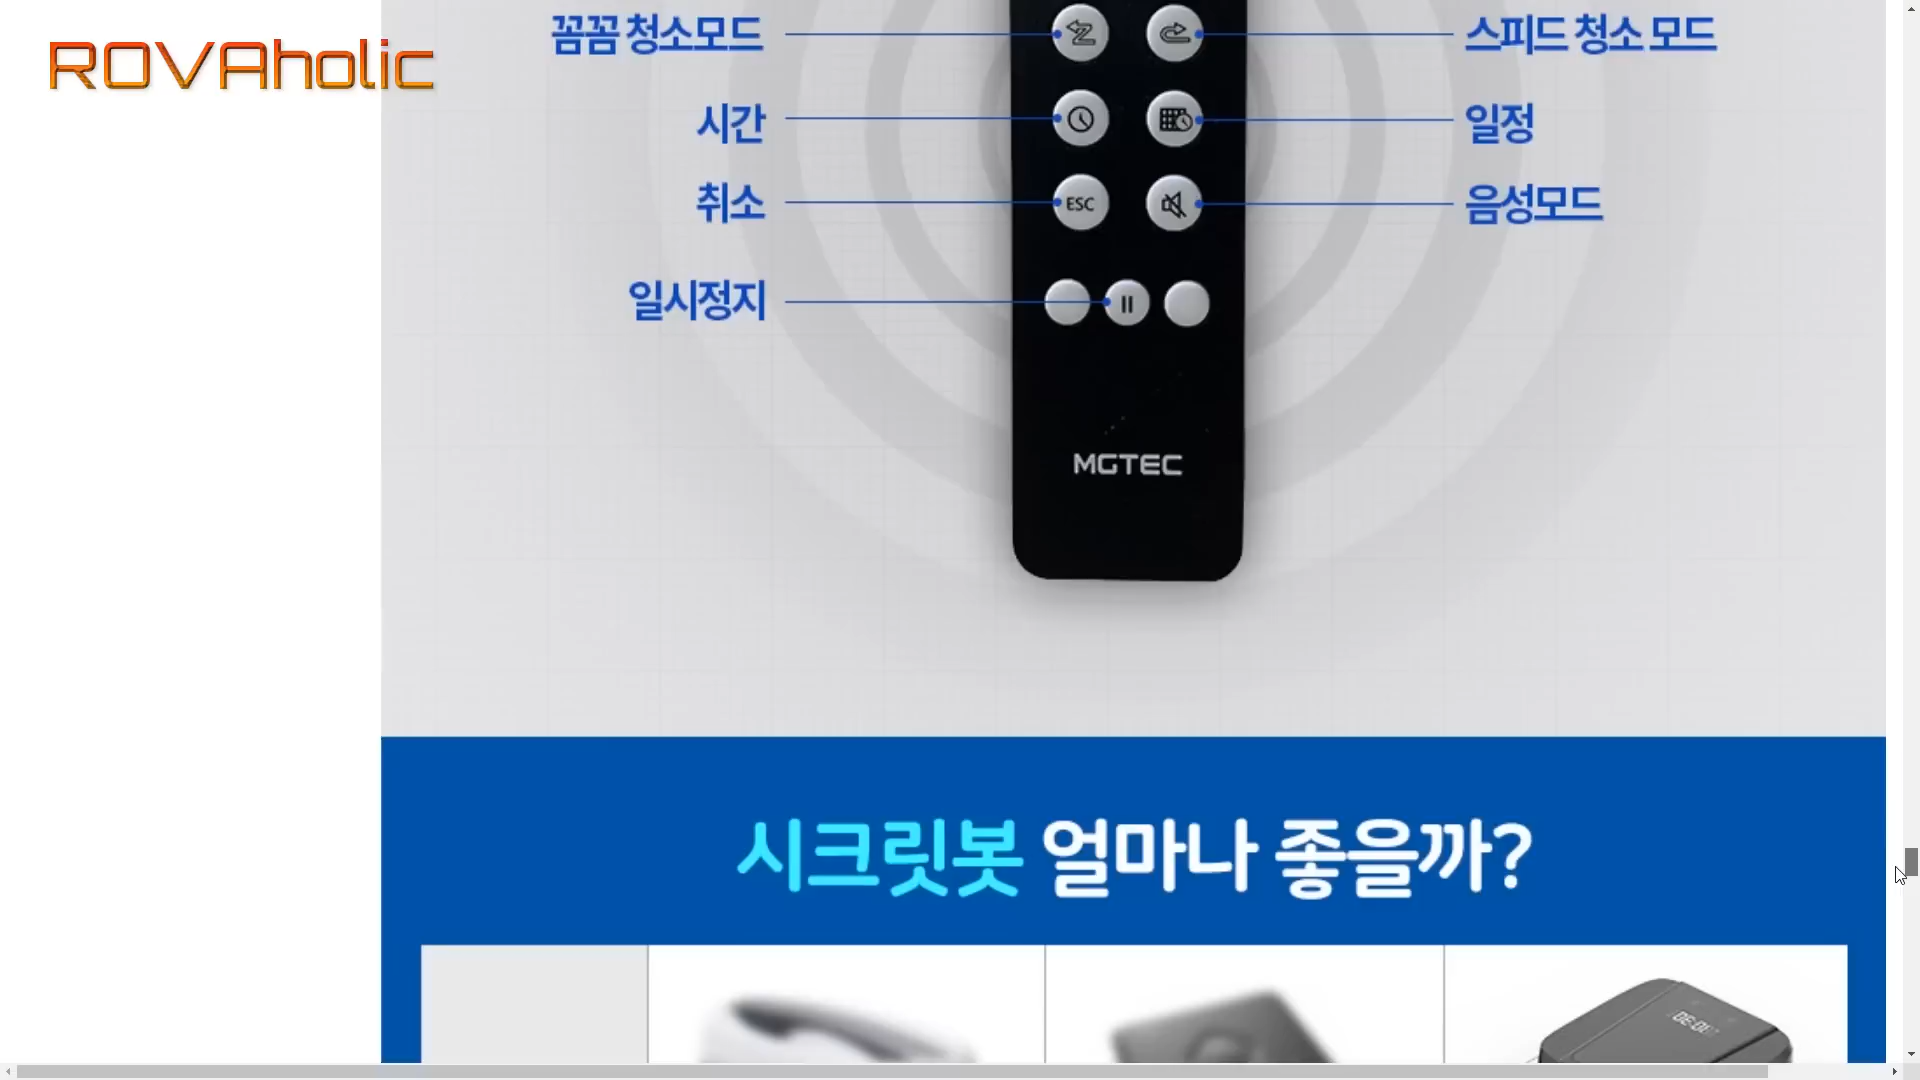 ROVAholic
꼼꼼 청소모드
스피드 청소 모드
시간
일정
취소
ESC
음성모드
일시정지
MGTEC
시크릿봇 얼마나 좋을까?